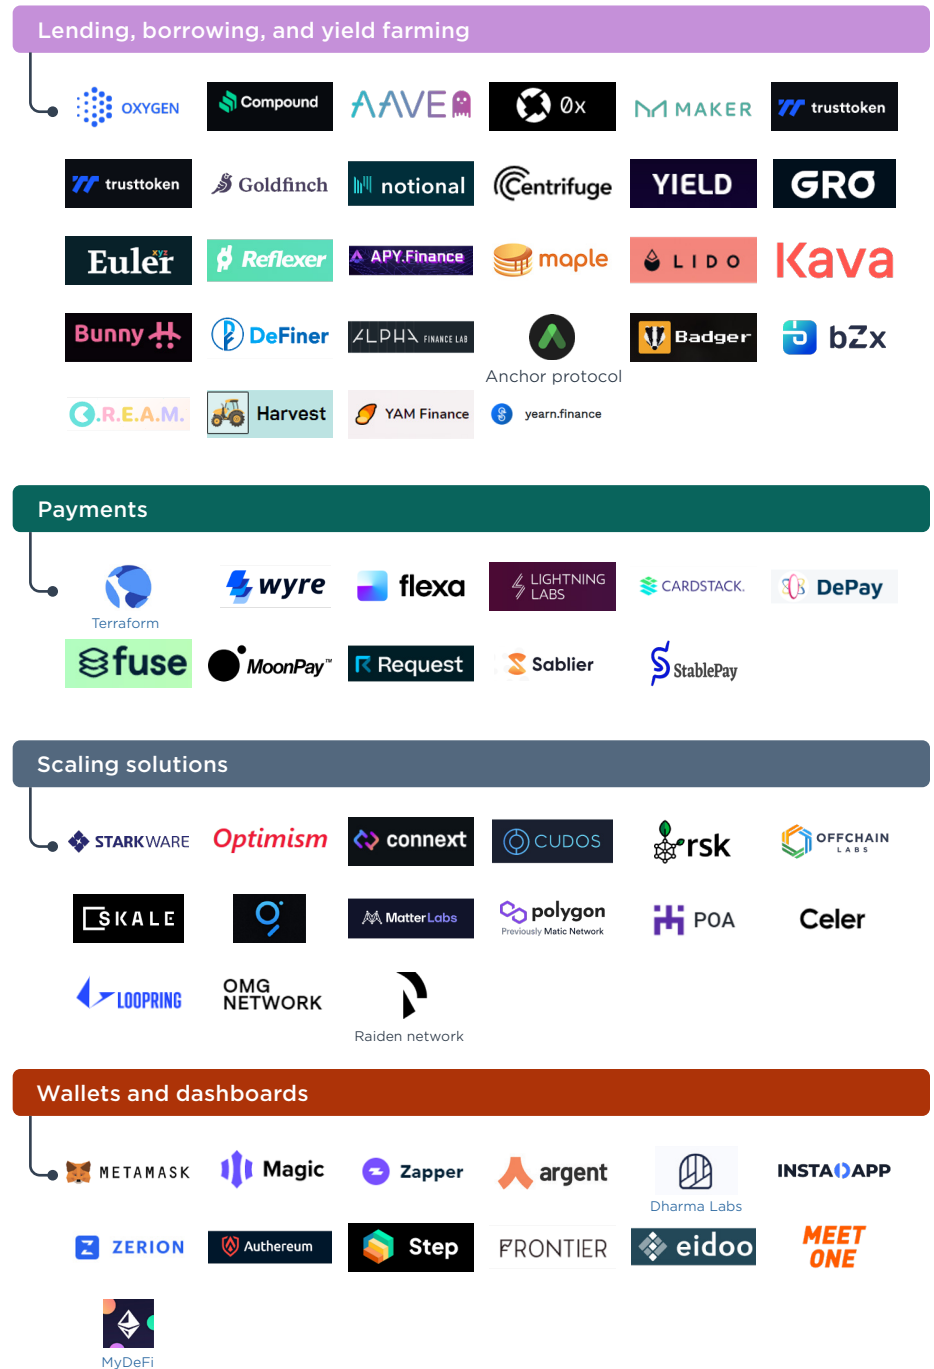 Lending, borrowing, and yield farming
OXYGEN
Compound
AAVE
0x
MAKER
trusttoken
trusttoken
Goldfinch
notional
Centrifuge
YIELD
GRO
Euler xyz
Reflexer
APY.Finance
maple
LIDO
Kava
Bunny
DeFiner
ALPHA FINANCE LAB
Anchor protocol
Badger
bZx
C.R.E.A.M.
Harvest
YAM Finance
yearn.finance
Payments
Terraform
wyre
flexa
LIGHTNING
LABS
CARDSTACK.
DePay
fuse
MoonPay™
Request
Sablier
StablePay
Scaling solutions
STARKWARE
Optimism
connext
CUDOS
rsk
OFFCHAIN
LABS
SKALE
Matter Labs
polygon
Previously Matic Network
POA
Celer
LOOPRING
OMG
NETWORK
Raiden network
Wallets and dashboards
METAMASK
Magic
Zapper
argent
Dharma Labs
INSTADAPP
ZERION
Authereum
Step
FRONTIER
eidoo
MEET
ONE
MyDeFi